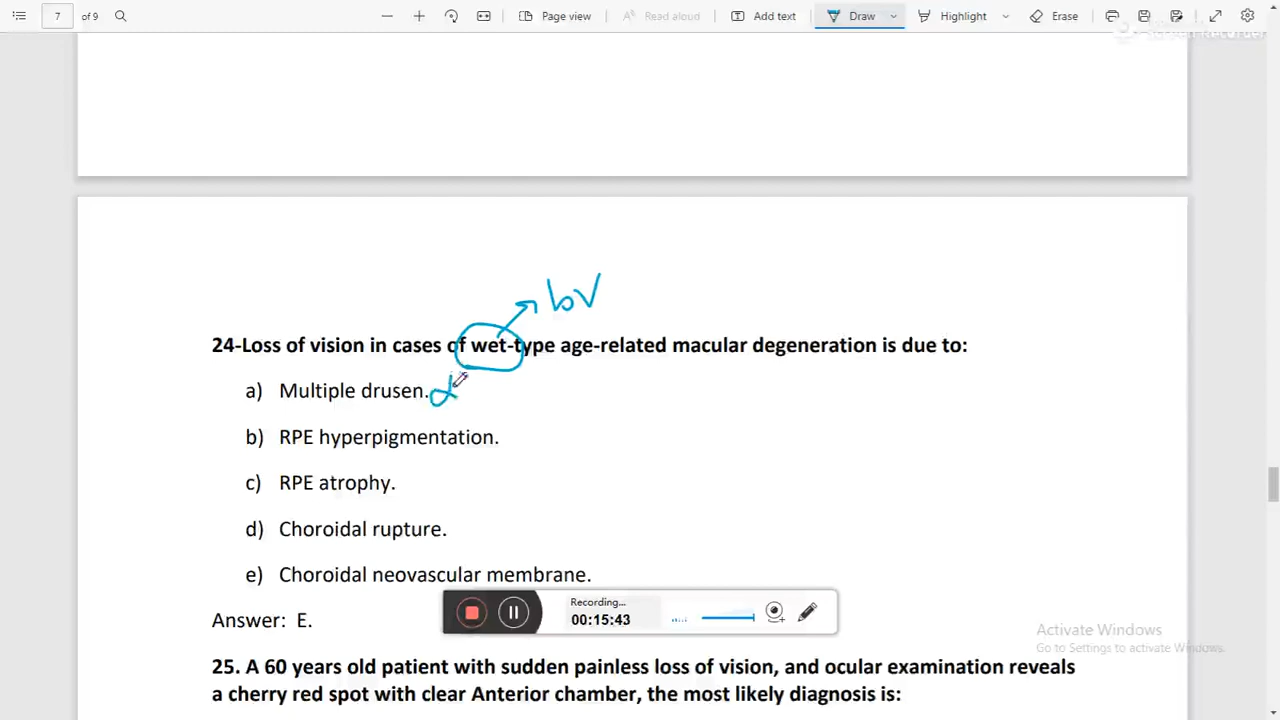 7 of 9 Page view Read aloud Add text Draw Highlight Erase
bV
24-Loss of vision in cases of wet-type age-related macular degeneration is due to:
a) Multiple drusen.
b) RPE hyperpigmentation.
c) RPE atrophy.
d) Choroidal rupture.
e) Choroidal neovascular membrane.
Recording...
00:15:43
Answer: E.
Activate Windows
Go to Settings to activate Windows.
25. A 60 years old patient with sudden painless loss of vision, and ocular examination reveals
a cherry red spot with clear Anterior chamber, the most likely diagnosis is: